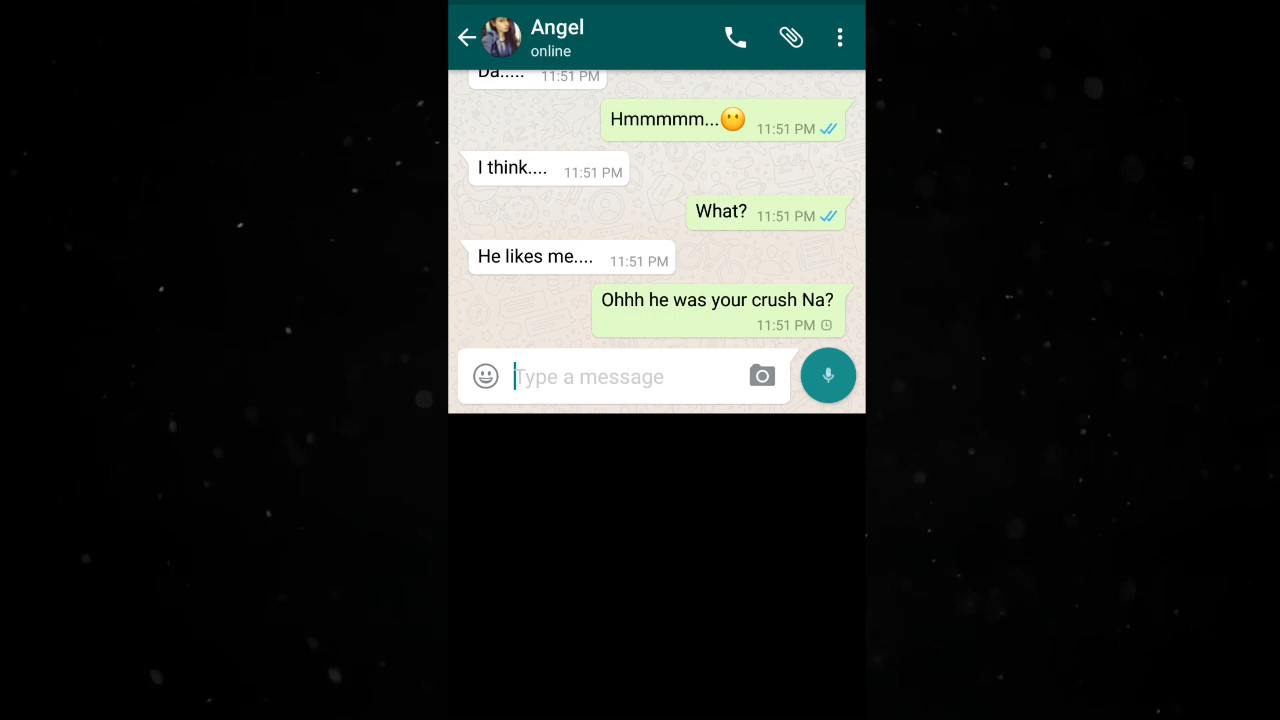 Angel
online
Da..... 11:51 PM
Hmmmmm...😶 11:51 PM
I think.... 11:51 PM
What? 11:51 PM
He likes me.... 11:51 PM
Ohhh he was your crush Na?
11:51 PM
Type a message